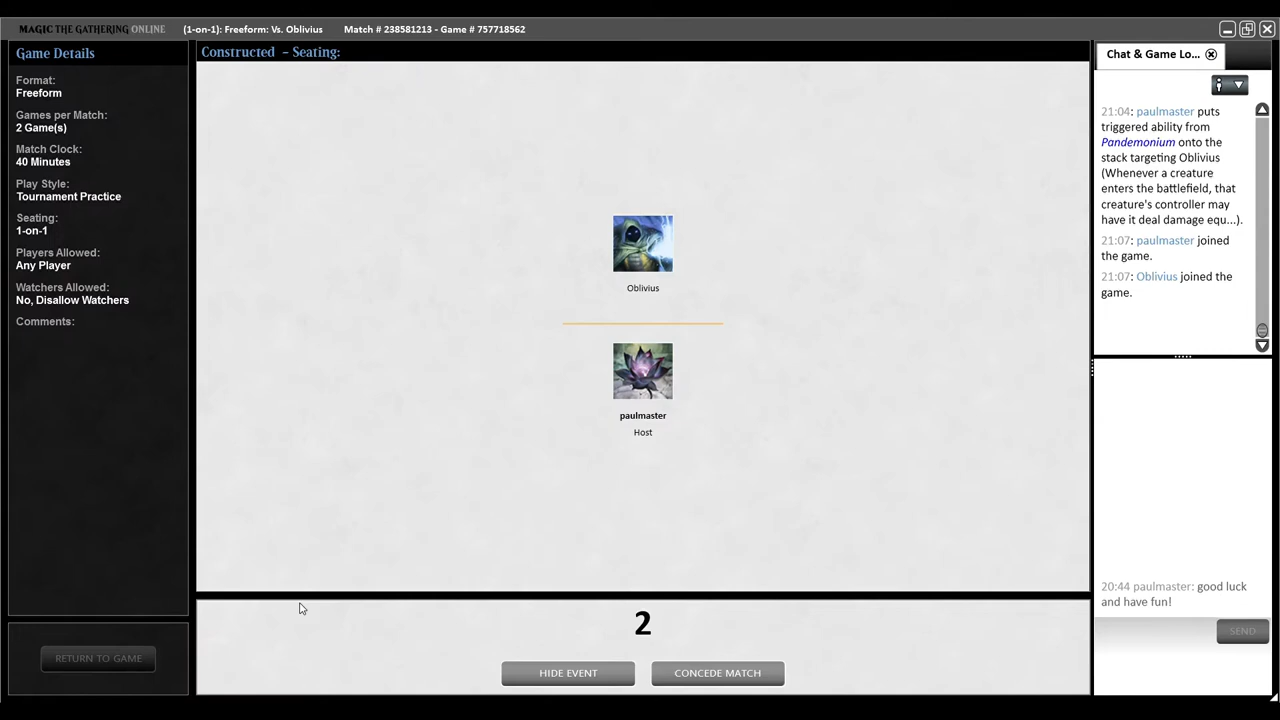 MAGIC THE GATHERING ONLINE
(1-on-1): Freeform: Vs. Oblivius
Match # 238581213 - Game # 757718562
Game Details
Format:
Freeform
Games per Match:
2 Game(s)
Match Clock:
40 Minutes
Play Style:
Tournament Practice
Seating:
1-on-1
Players Allowed:
Any Player
Watchers Allowed:
No, Disallow Watchers
Comments:
RETURN TO GAME
Constructed – Seating:
Oblivius
paulmaster
Host
2
HIDE EVENT
CONCEDE MATCH
Chat & Game Lo...
21:04: paulmaster puts
triggered ability from
Pandemonium onto the
stack targeting Oblivius
(Whenever a creature
enters the battlefield, that
creature's controller may
have it deal damage equ...).
21:07: paulmaster joined
the game.
21:07: Oblivius joined the
game.
20:44 paulmaster: good luck
and have fun!
SEND